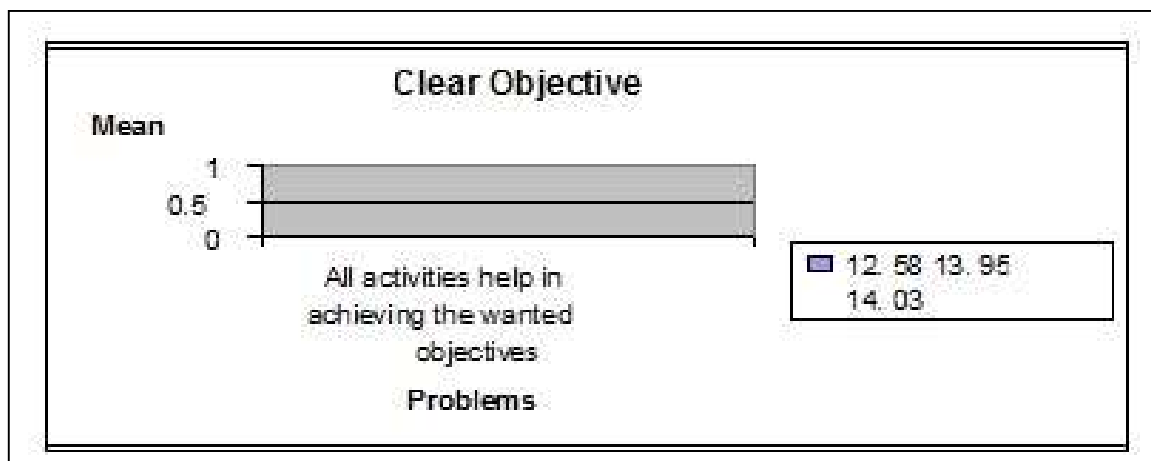 Clear Objective
Mean
1
0.5
0
All activities help in
achieving the wanted
objectives
Problems
12. 58 13. 95
14. 03